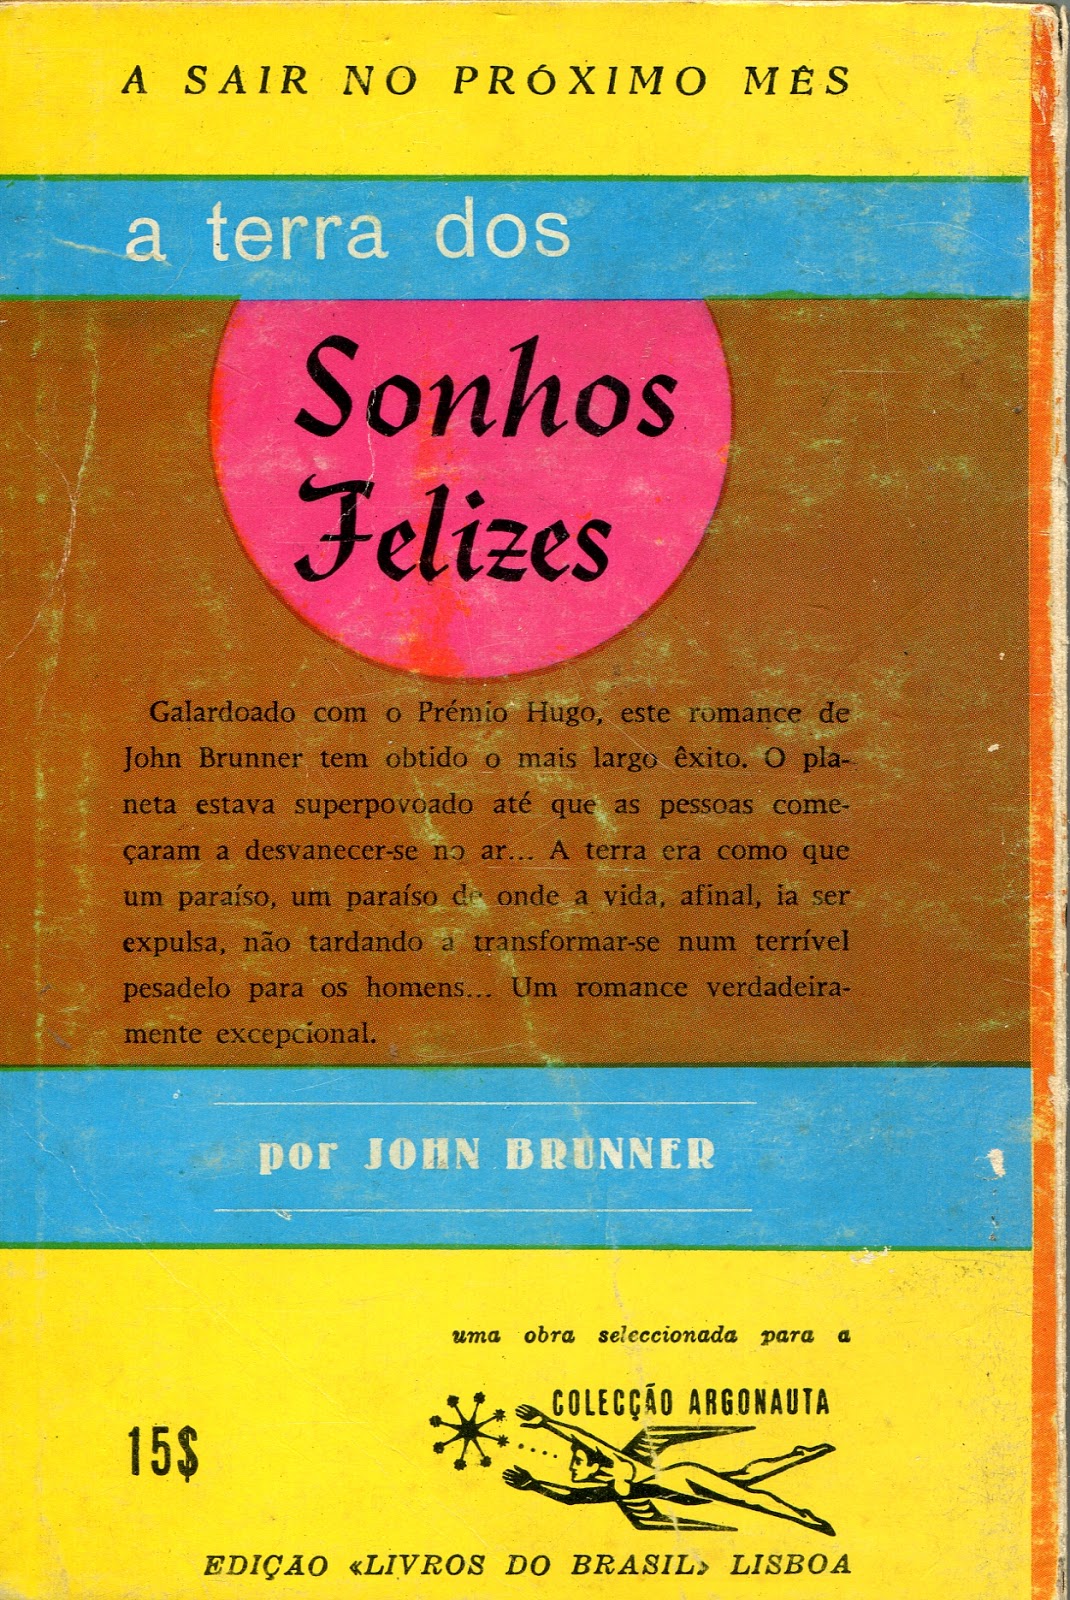 A SAIR NO PRÓXIMO MÊS
a terra dos
Sonhos
Felizes
Galardoado com o Prémio Hugo, este romance de
John Brunner tem obtido o mais largo êxito. O pla-
neta estava superpovoado até que as pessoas come-
çaram a desvanecer-se no ar... A terra era como que
um paraíso, um paraíso de onde a vida, afinal, ia ser
expulsa, não tardando a transformar-se num terrível
pesadelo para os homens... Um romance verdadeira-
mente excepcional.
por JOHN BRUNNER
uma obra seleccionada para a
COLECÇÃO ARGONAUTA
15$
EDIÇÃO «LIVROS DO BRASIL» LISBOA